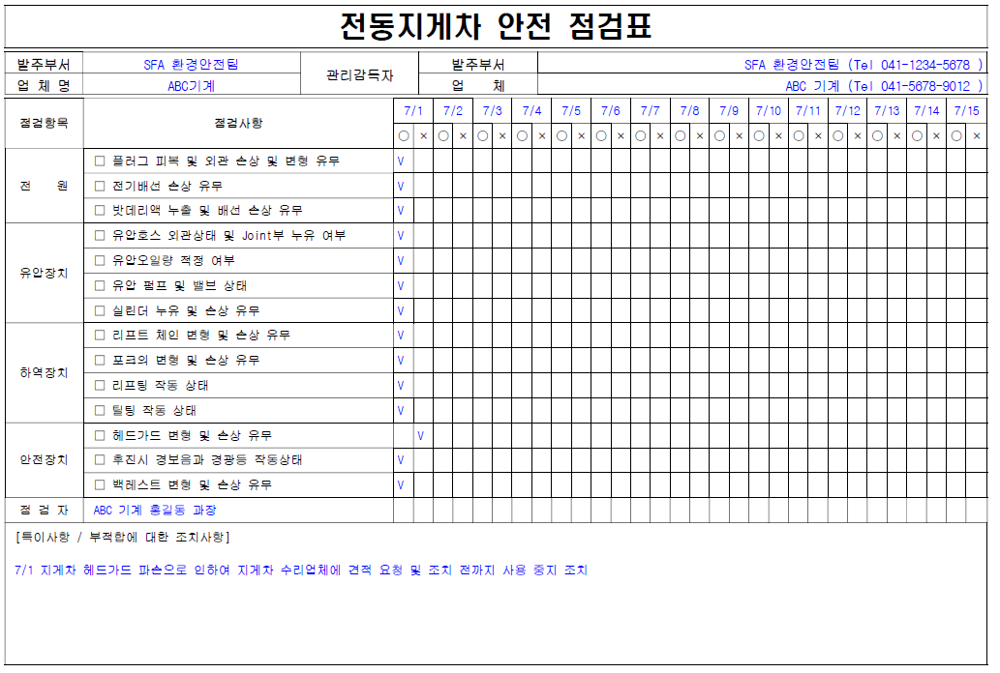 전동지게차 안전 점검표
발주부서 SFA 환경안전팀 관리감독자 발주부서 SFA 환경안전팀 (Tel 041-1234-5678 )
업 체 명 ABC기계 업 체 ABC 기계 (Tel 041-5678-9012 )
점검항목 점검사항 7/1 7/2 7/3 7/4 7/5 7/6 7/7 7/8 7/9 7/10 7/11 7/12 7/13 7/14 7/15
○ × ○ × ○ × ○ × ○ × ○ × ○ × ○ × ○ × ○ × ○ × ○ × ○ × ○ × ○ ×
전 원 □ 플러그 피복 및 외관 손상 및 변형 유무 V
□ 전기배선 손상 유무 V
□ 밧데리액 누출 및 배선 손상 유무 V
유압장치 □ 유압호스 외관상태 및 Joint부 누유 여부 V
□ 유압오일량 적정 여부 V
□ 유압 펌프 및 밸브 상태 V
□ 실린더 누유 및 손상 유무 V
하역장치 □ 리프트 체인 변형 및 손상 유무 V
□ 포크의 변형 및 손상 유무 V
□ 리프팅 작동 상태 V
□ 틸팅 작동 상태 V
안전장치 □ 헤드가드 변형 및 손상 유무 V
□ 후진시 경보음과 경광등 작동상태 V
□ 백레스트 변형 및 손상 유무 V
점 검 자 ABC 기계 홍길동 과장
[특이사항 / 부적합에 대한 조치사항]
7/1 지게차 헤드가드 파손으로 인하여 지게차 수리업체에 견적 요청 및 조치 전까지 사용 중지 조치